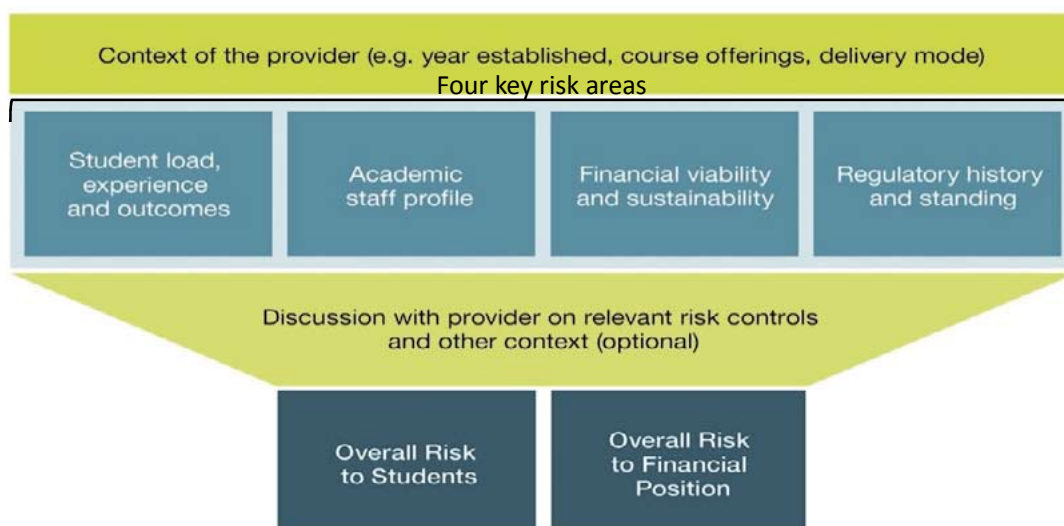 Context of the provider (e.g. year established, course offerings, delivery mode)
Four key risk areas
Student load,
experience
and outcomes
Academic
staff profile
Financial viability
and sustainability
Regulatory history
and standing
Discussion with provider on relevant risk controls
and other context (optional)
Overall Risk
to Students
Overall Risk
to Financial
Position